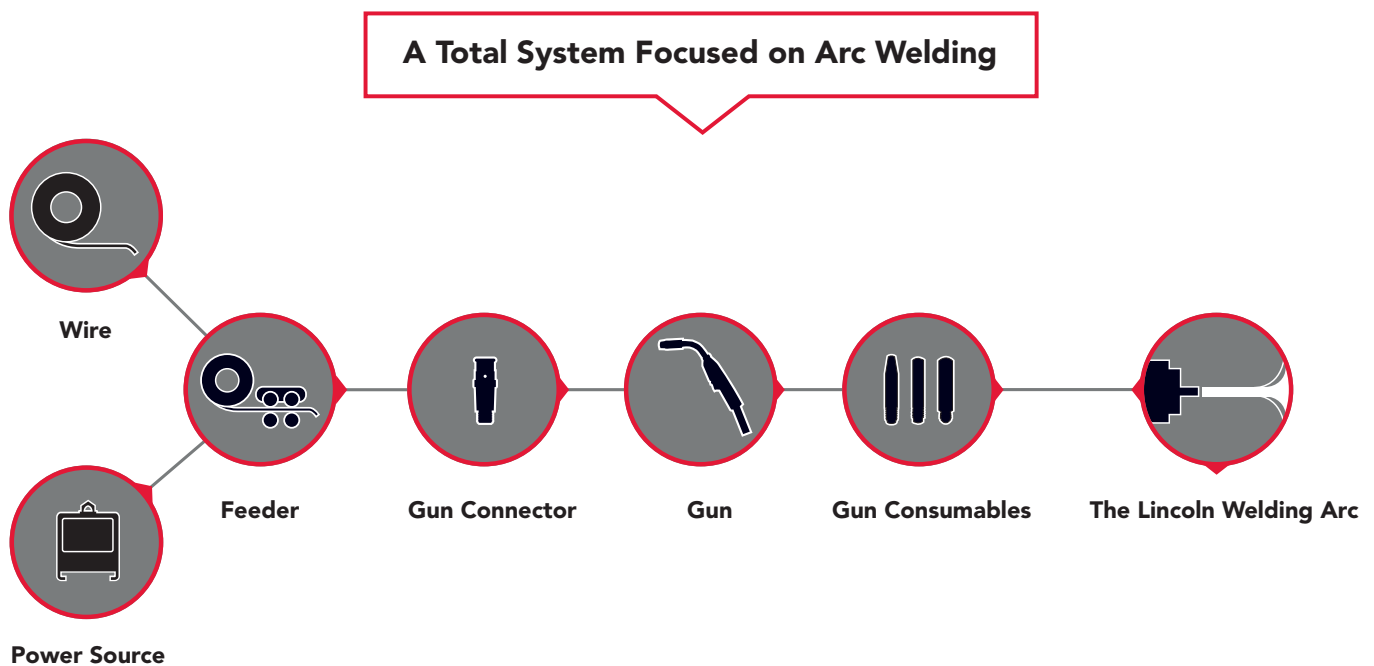 A Total System Focused on Arc Welding
Wire
Feeder
Gun Connector
Gun
Gun Consumables
The Lincoln Welding Arc
Power Source